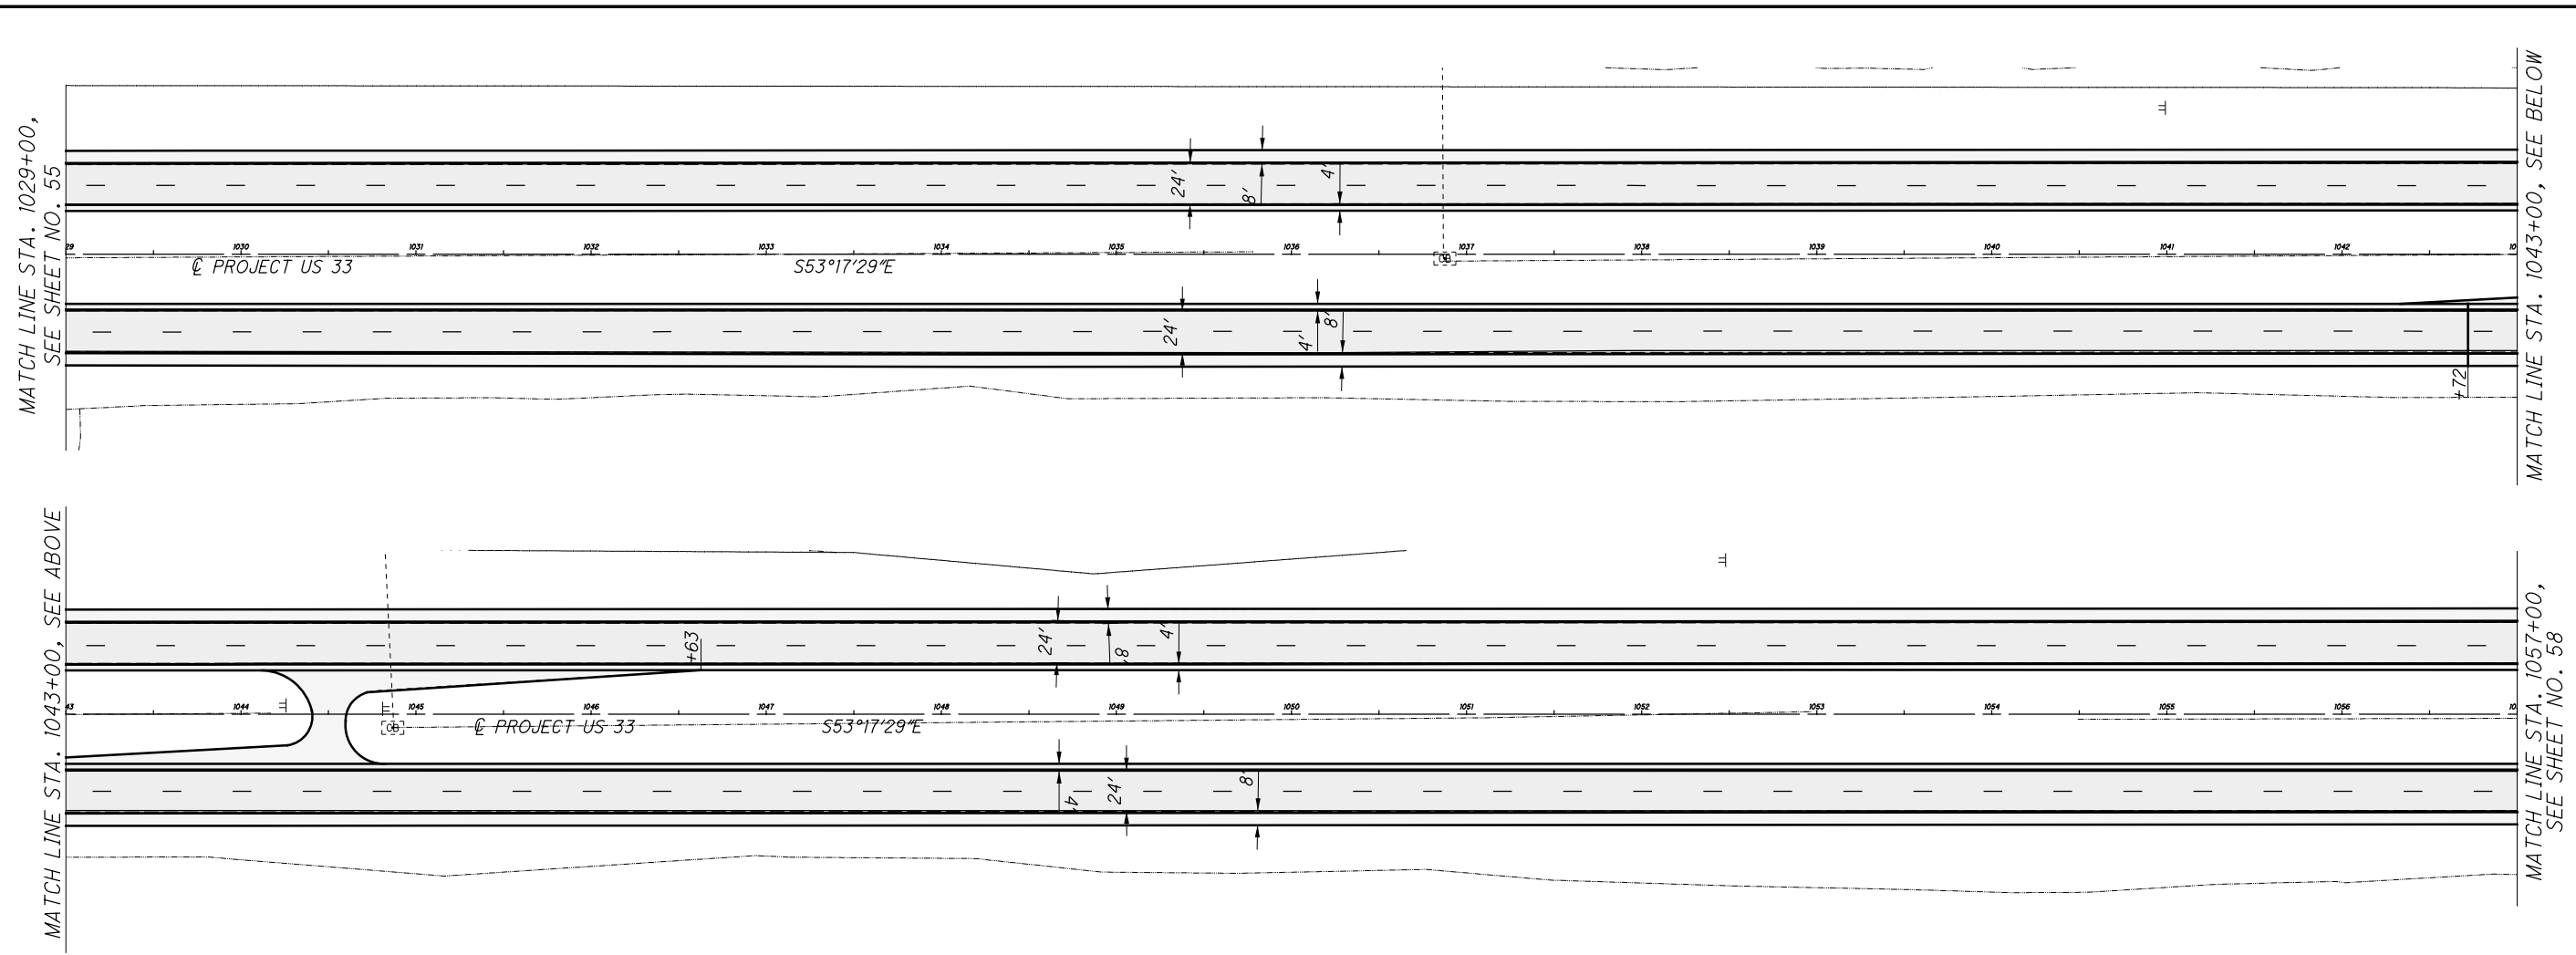 MATCH LINE STA. 1029+00,
SEE SHEET NO. 55
24'
8'
4'
29 1030 1031 1032 1033 1034 1035 1036 1037 1038 1039 1040 1041 1042 10
℄ PROJECT US 33
S53°17'29"E
CB
24'
4'
8'
+72
MATCH LINE STA. 1043+00, SEE BELOW
MATCH LINE STA. 1043+00, SEE ABOVE
+63
24'
8'
4'
43 1044 1045 1046 1047 1048 1049 1050 1051 1052 1053 1054 1055 1056 10
CB
℄ PROJECT US 33
S53°17'29"E
4'
24'
8'
MATCH LINE STA. 1057+00,
SEE SHEET NO. 58